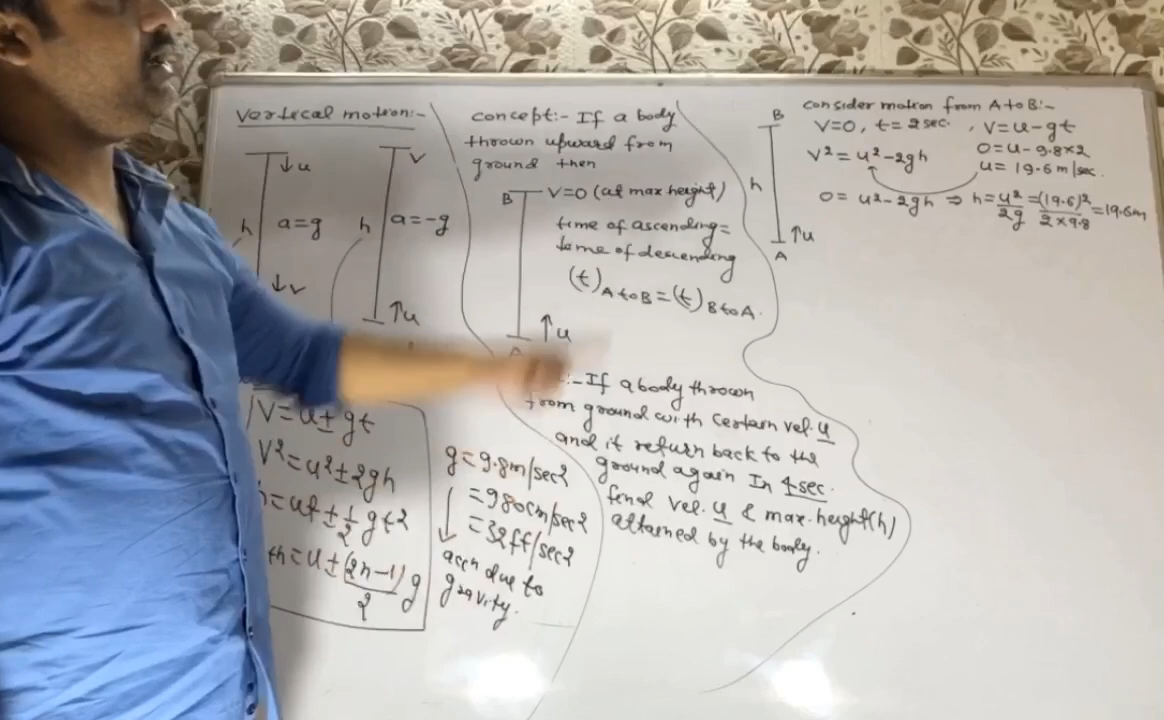 Vertical motion:-
↓u
h a=g
↓v
v
h a=-g
↑u
V=u±gt
V²=u²±2gh
h=ut±1/2 gt²
th=u±(2n-1)/2 g
g=9.8m/sec²
=980cm/sec²
=32ft/sec²
↓
accn due to
gravity.
concept:- If a body
thrown upward from
ground then
B V=0 (at max height)
time of ascending=
time of descending
(t)A to B=(t)B to A.
↑u
A
:- If a body thrown
from ground with certain vel. u
and it return back to the
ground again In 4sec.
find vel. u & max. height(h)
attained by the body.
B
h
↑u
A
consider motion from A to B:-
V=0, t=2sec. , V=u-gt
0=u-9.8×2
u=19.6m/sec.
V²=u²-2gh
0=u²-2gh ⇒ h=u²/2g=(19.6)²/2×9.8=19.6m